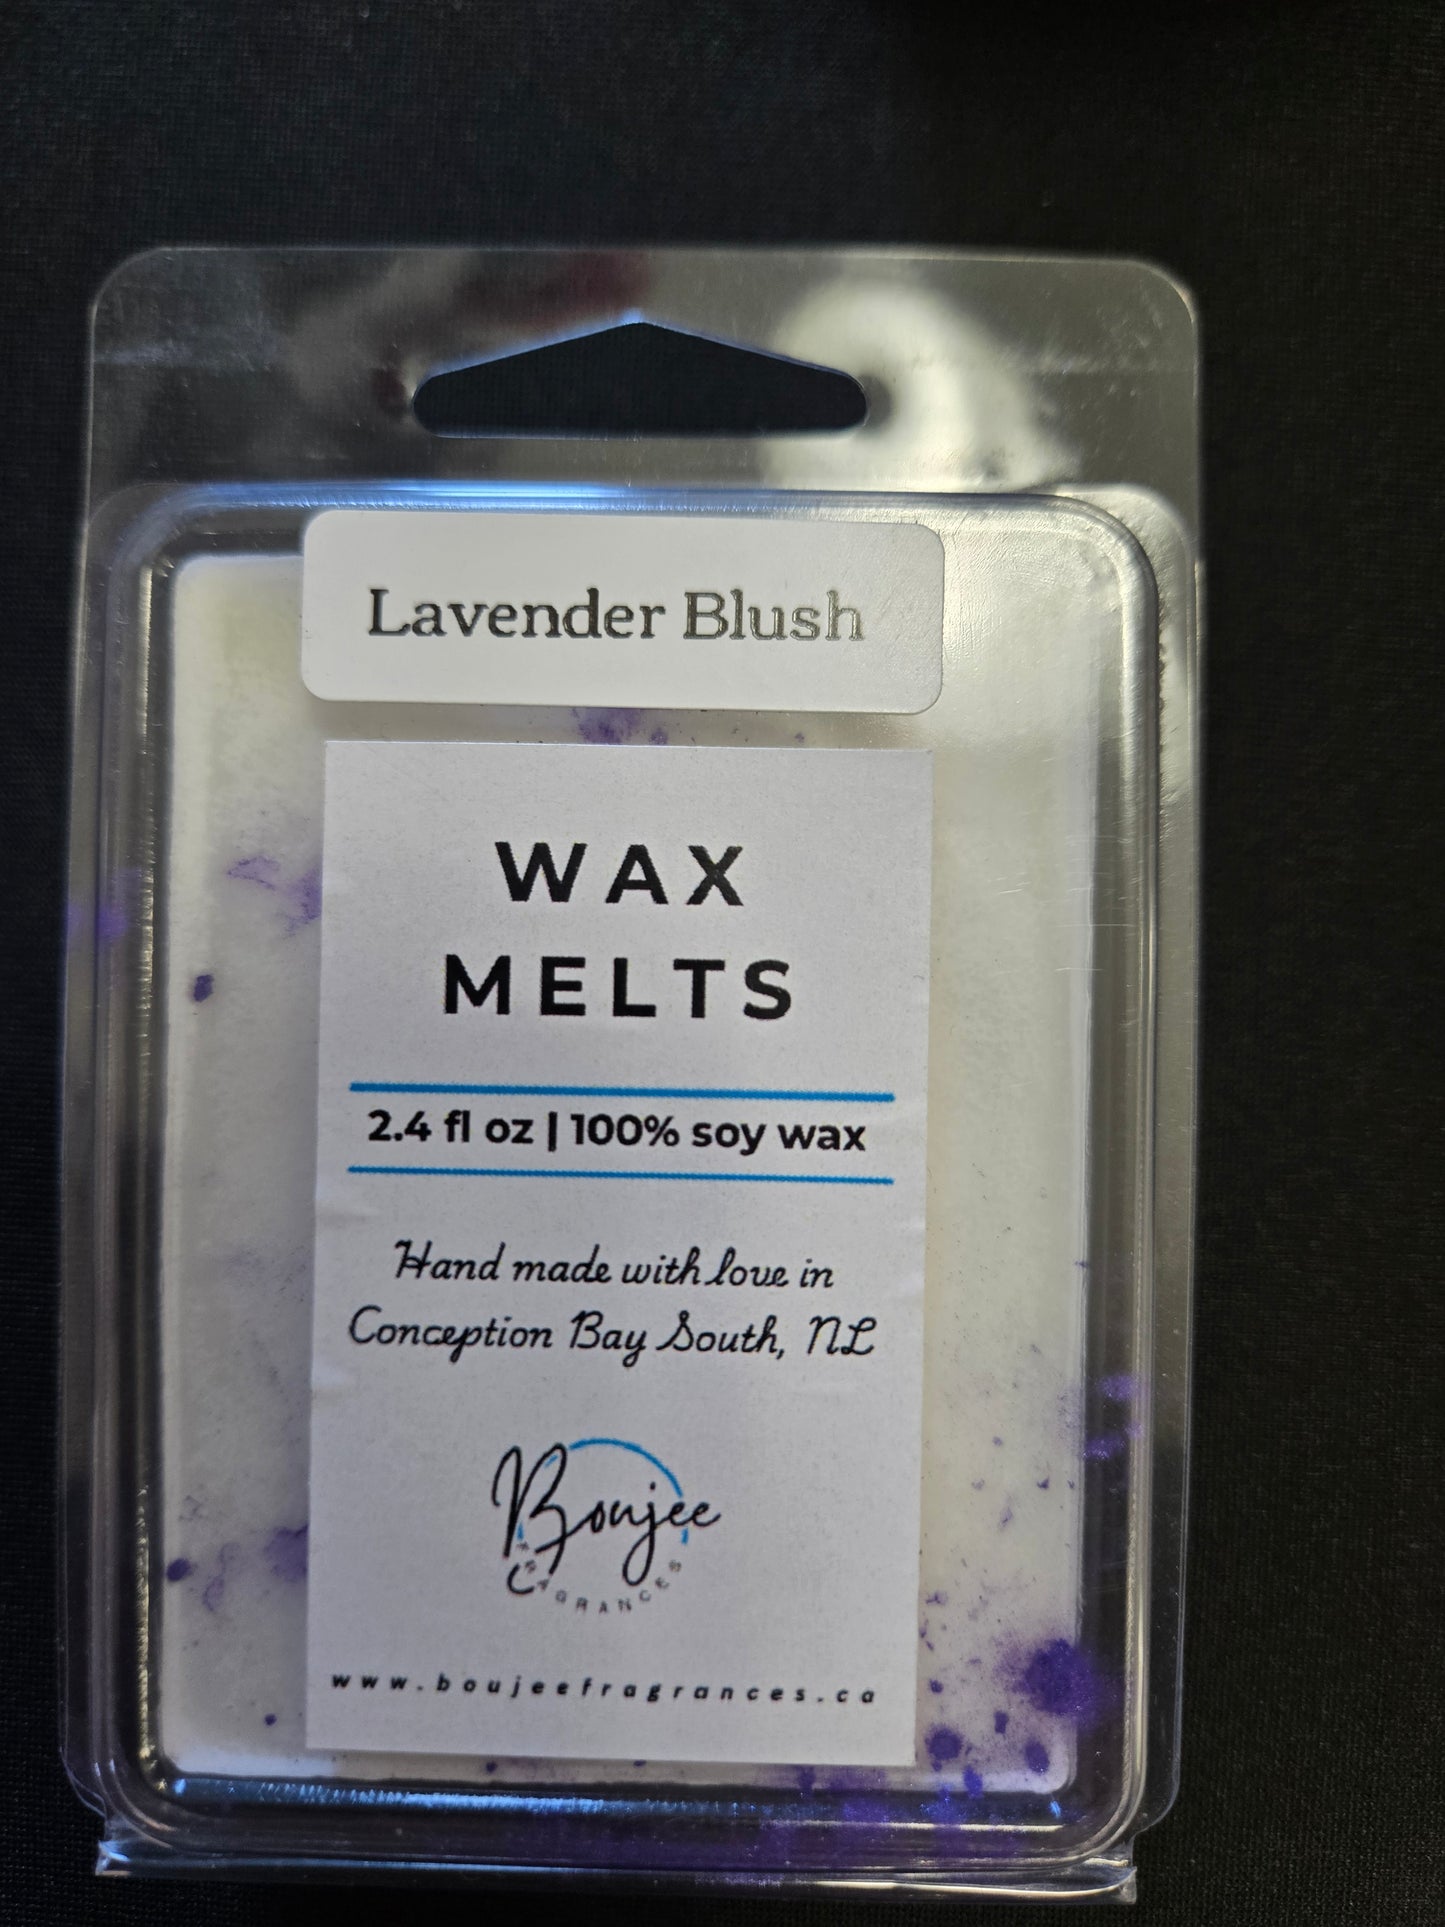 Lavender Blush
WAX
MELTS
2.4 fl oz | 100% soy wax
Hand made with love in
Conception Bay South, NL
Boujee
FRAGRANCES
www.boujeefragrances.ca